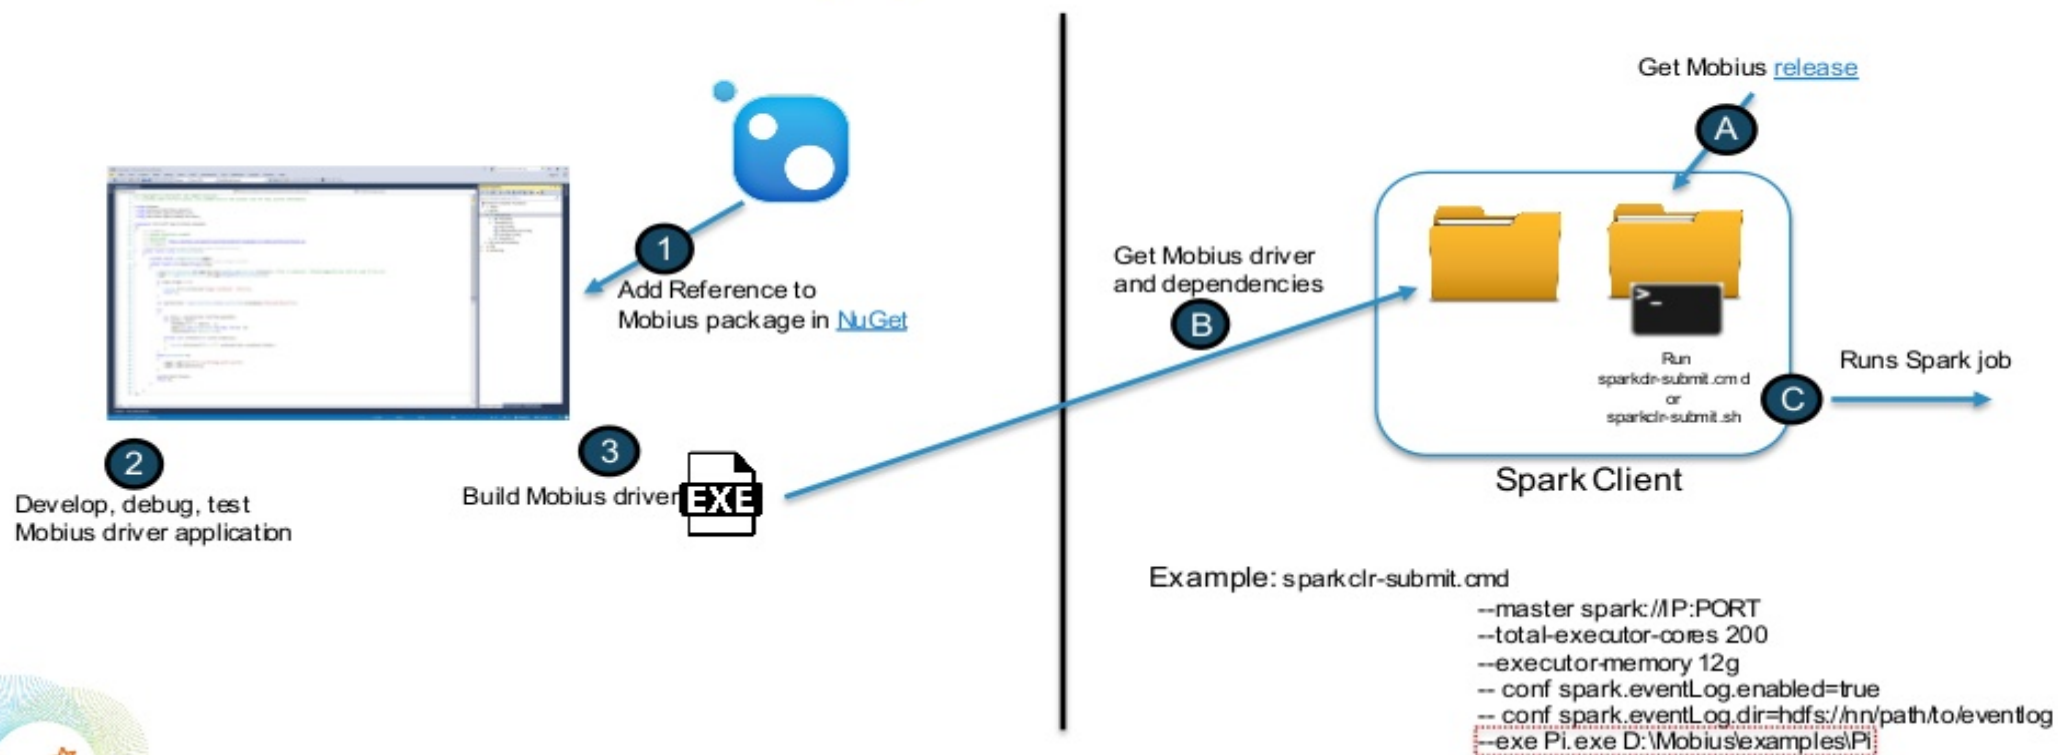 1
Add Reference to
Mobius package in NuGet
2
Develop, debug, test
Mobius driver application
3
Build Mobius driver
EXE
Get Mobius release
A
Get Mobius driver
and dependencies
B
>_
Run
sparkclr-submit.cmd
or
sparkclr-submit.sh
C
Runs Spark job
Spark Client
Example: sparkclr-submit.cmd
--master spark://IP:PORT
--total-executor-cores 200
--executor-memory 12g
-- conf spark.eventLog.enabled=true
-- conf spark.eventLog.dir=hdfs://nn/path/to/eventlog
--exe Pi.exe D:\Mobius\examples\Pi